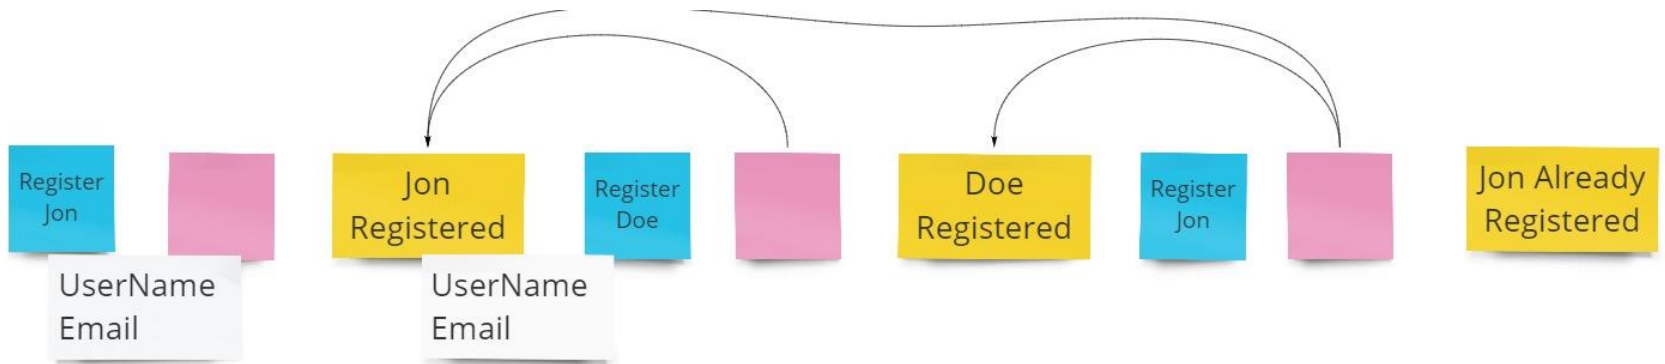 Register
Jon
UserName
Email
Jon
Registered
UserName
Email
Register
Doe
Doe
Registered
Register
Jon
Jon Already
Registered